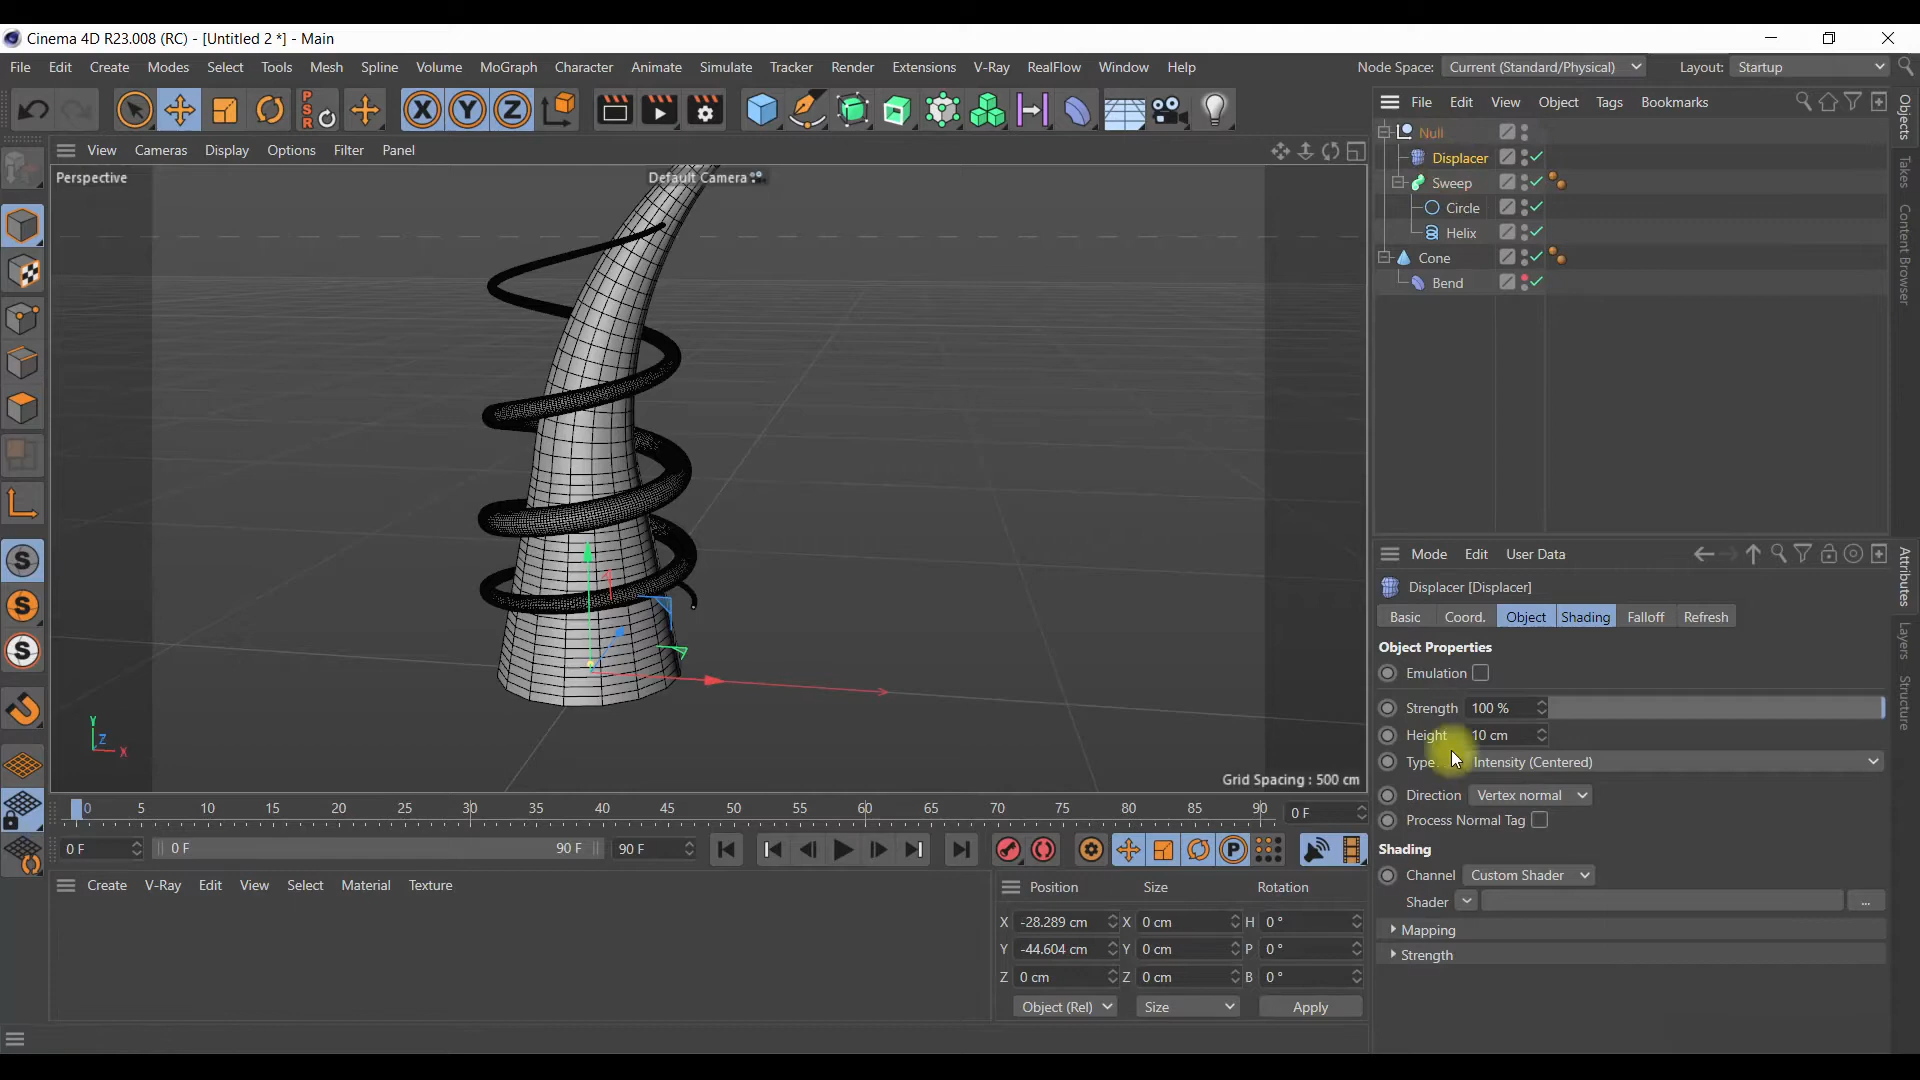 Cinema 4D R23.008 (RC) - [Untitled 2 *] - Main
File Edit Create Modes Select Tools Mesh Spline Volume MoGraph Character Animate Simulate Tracker Render Extensions V-Ray RealFlow Window Help Node Space: Current (Standard/Physical) Layout: Startup
P S R X Y Z File Edit View Object Tags Bookmarks
View Cameras Display Options Filter Panel
Perspective Default Camera
Null
Displacer
Sweep
Circle
Helix
Cone
Bend
Objects
Takes
Content Browser
Y
Z
X
Grid Spacing : 500 cm
S
S
S
Mode Edit User Data
Displacer [Displacer]
Basic Coord. Object Shading Falloff Refresh
Object Properties
Emulation
Strength 100 %
Height 10 cm
Type Intensity (Centered)
Direction Vertex normal
Process Normal Tag
Shading
Channel Custom Shader
Shader ...
Mapping
Strength
Attributes
Layers
Structure
0 5 10 15 20 25 30 35 40 45 50 55 60 65 70 75 80 85 90 0 F
0 F 0 F 90 F 90 F P
Create V-Ray Edit View Select Material Texture
Position Size Rotation
X -28.289 cm X 0 cm H 0 °
Y -44.604 cm Y 0 cm P 0 °
Z 0 cm Z 0 cm B 0 °
Object (Rel) Size Apply